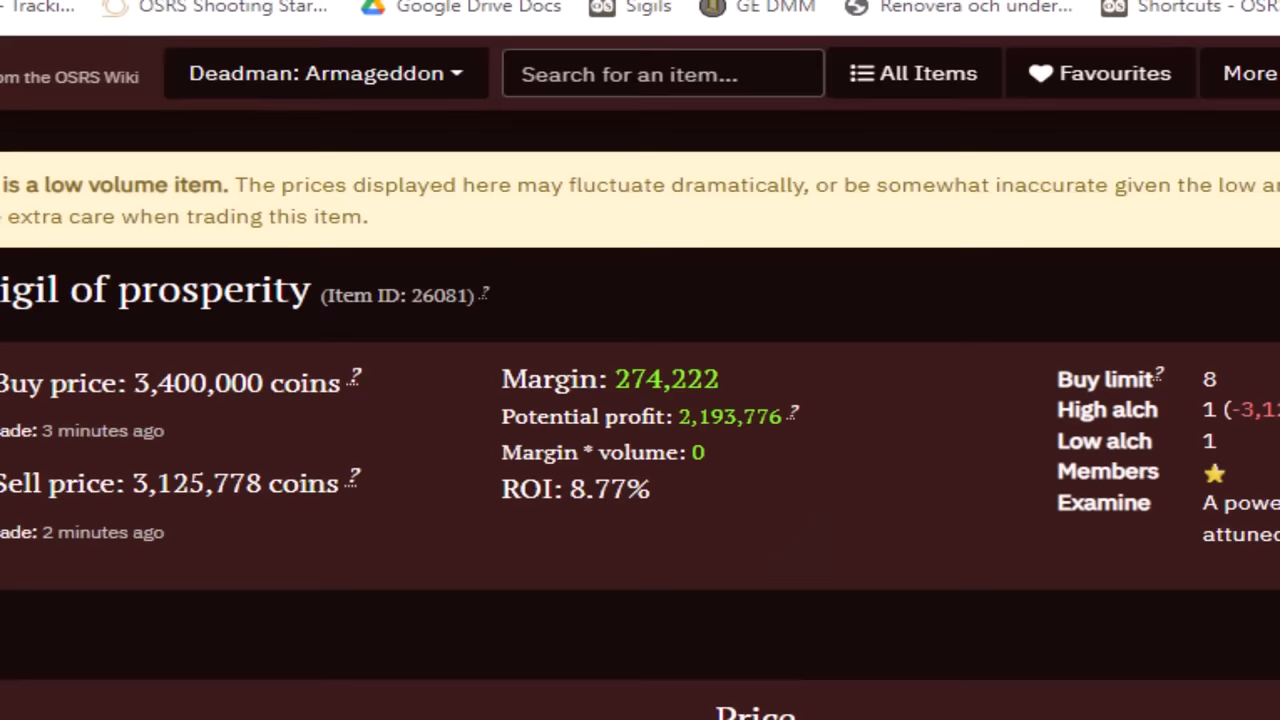 - Tracki... OSRS Shooting Star... Google Drive Docs Sigils GE DMM Renovera och under... Shortcuts - OSR
om the OSRS Wiki Deadman: Armageddon Search for an item... All Items Favourites More
is a low volume item. The prices displayed here may fluctuate dramatically, or be somewhat inaccurate given the low a
extra care when trading this item.
igil of prosperity (Item ID: 26081) ?
Buy price: 3,400,000 coins ?
ade: 3 minutes ago
Sell price: 3,125,778 coins ?
ade: 2 minutes ago
Margin: 274,222
Potential profit: 2,193,776 ?
Margin * volume: 0
ROI: 8.77%
Buy limit ? 8
High alch 1 (-3,1
Low alch 1
Members
Examine A powe
attuned
Price